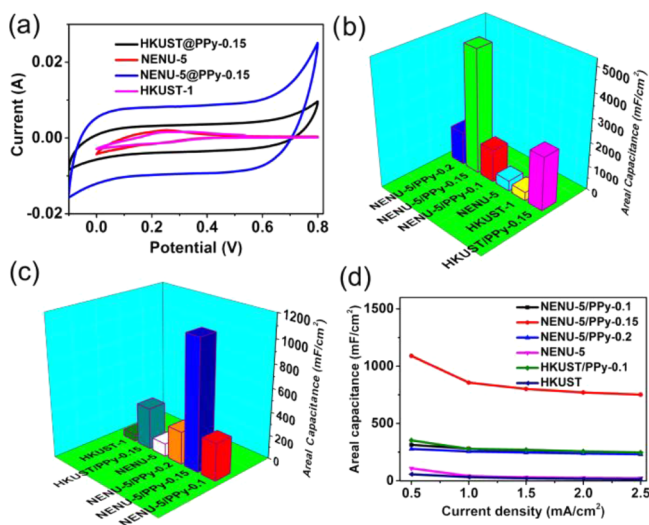 (a)
HKUST@PPy-0.15
NENU-5
NENU-5@PPy-0.15
HKUST-1
0.02
0.00
-0.02
Current (A)
0.0 0.2 0.4 0.6 0.8
Potential (V)
(b)
5000
4000
3000
2000
1000
0
Areal Capacitance (mF/cm²)
NENU-5/PPy-0.2
NENU-5/PPy-0.15
NENU-5/PPy-0.1
NENU-5
HKUST-1
HKUST/PPy-0.15
(c)
1200
1000
800
600
400
200
0
Areal Capacitance (mF/cm²)
HKUST-1
HKUST/PPy-0.15
NENU-5
NENU-5/PPy-0.2
NENU-5/PPy-0.15
NENU-5/PPy-0.1
(d)
NENU-5/PPy-0.1
NENU-5/PPy-0.15
NENU-5/PPy-0.2
NENU-5
HKUST/PPy-0.1
HKUST
1500
1000
500
0
Areal capacitance (mF/cm²)
0.5 1.0 1.5 2.0 2.5
Current density (mA/cm²)